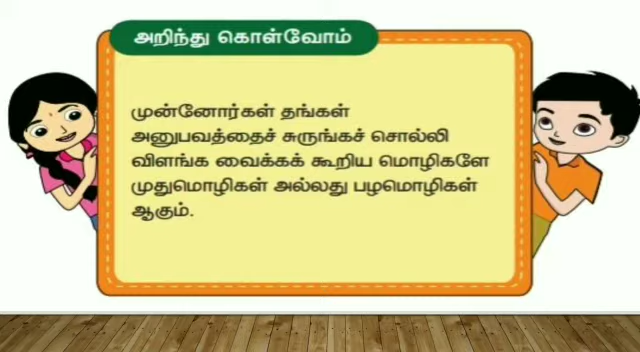 அறிந்து கொள்வோம்
முன்னோர்கள் தங்கள்
அனுபவத்தைச் சுருங்கச் சொல்லி
விளங்க வைக்கக் கூறிய மொழிகளே
முதுமொழிகள் அல்லது பழமொழிகள்
ஆகும்.